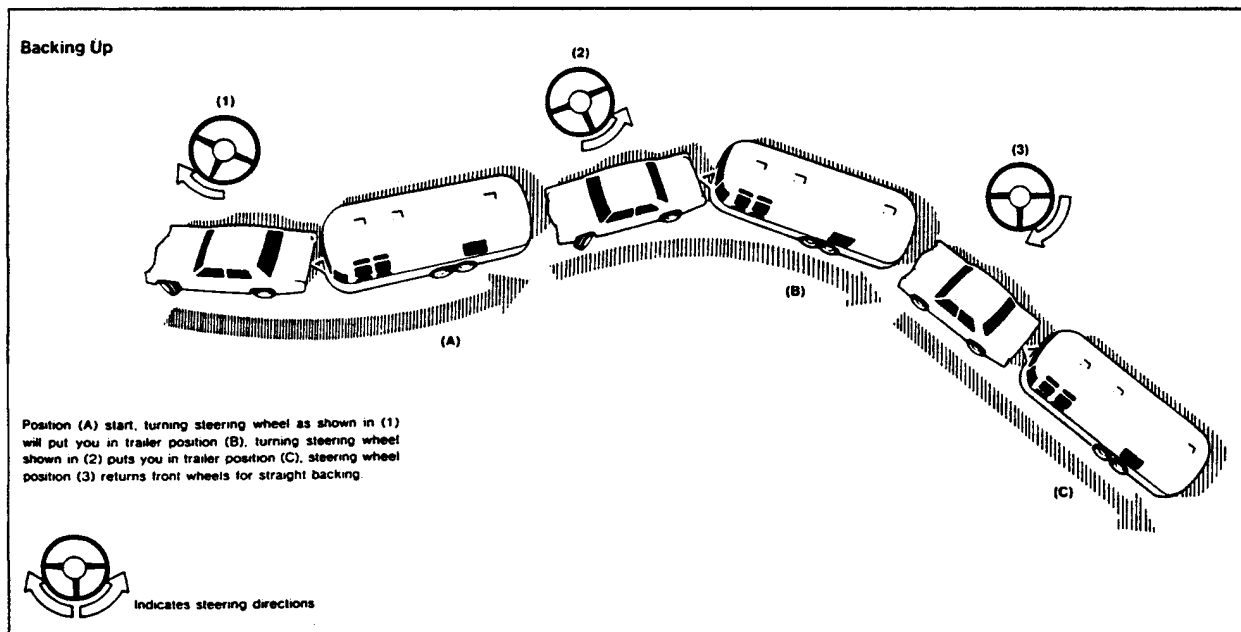 Backing Up
(1)
(2)
(3)
(A)
(B)
(C)
Position (A) start, turning steering wheel as shown in (1)
will put you in trailer position (B), turning steering wheel
shown in (2) puts you in trailer position (C), steering wheel
position (3) returns front wheels for straight backing.
Indicates steering directions